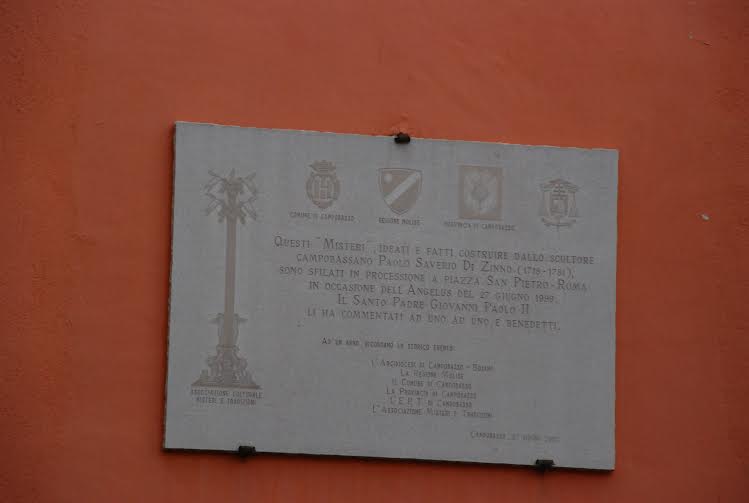 COMUNE DI CAMPOBASSO
REGIONE MOLISE
PROVINCIA DI CAMPOBASSO
QUESTI "MISTERI", IDEATI E FATTI COSTRUIRE DALLO SCULTORE
CAMPOBASSANO PAOLO SAVERIO DI ZINNO (1718-1781),
SONO SFILATI IN PROCESSIONE A PIAZZA SAN PIETRO-ROMA
IN OCCASIONE DELL'ANGELUS DEL 27 GIUGNO 1999.
IL SANTO PADRE GIOVANNI PAOLO II
LI HA COMMENTATI AD UNO AD UNO E BENEDETTI.
AD UN ANNO, RICORDANO LO STORICO EVENTO:
L'ARCIDIOCESI DI CAMPOBASSO - BOIANO
LA REGIONE MOLISE
IL COMUNE DI CAMPOBASSO
LA PROVINCIA DI CAMPOBASSO
L'E.P.T. DI CAMPOBASSO
L'ASSOCIAZIONE MISTERI E TRADIZIONI
ASSOCIAZIONE CULTURALE
MISTERI E TRADIZIONI
CAMPOBASSO, GIUGNO